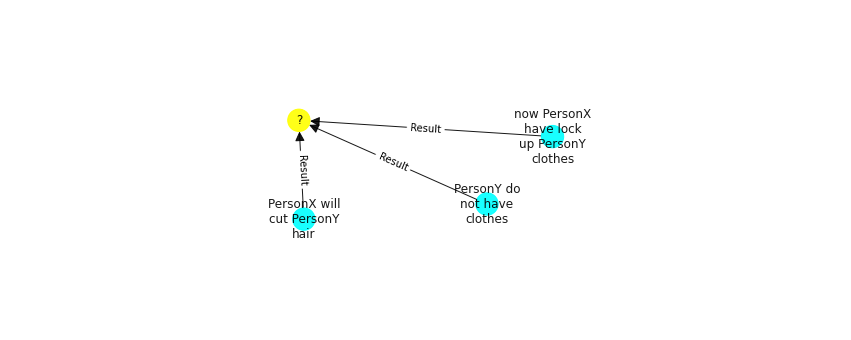 now PersonX
have lock
up PersonY
clothes
?
Result
Result
Result
PersonY do
not have
clothes
PersonX will
cut PersonY
hair